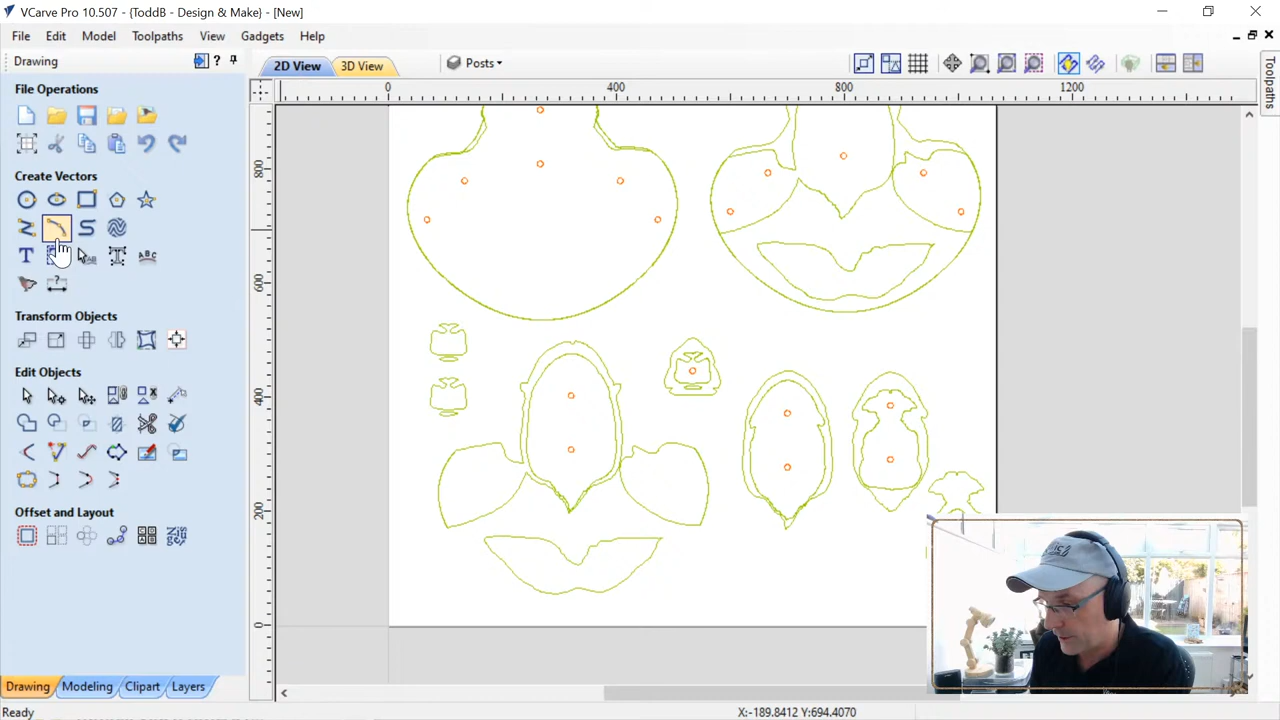 VCarve Pro 10.507 - {ToddB - Design & Make} - [New]
File Edit Model Toolpaths View Gadgets Help
Drawing
2D View 3D View Posts
File Operations
0 400 800 1200
Create Vectors
Transform Objects
Edit Objects
Offset and Layout
800
600
400
200
0
Toolpaths
Drawing Modeling Clipart Layers
Ready X:-189.8412 Y:694.4070